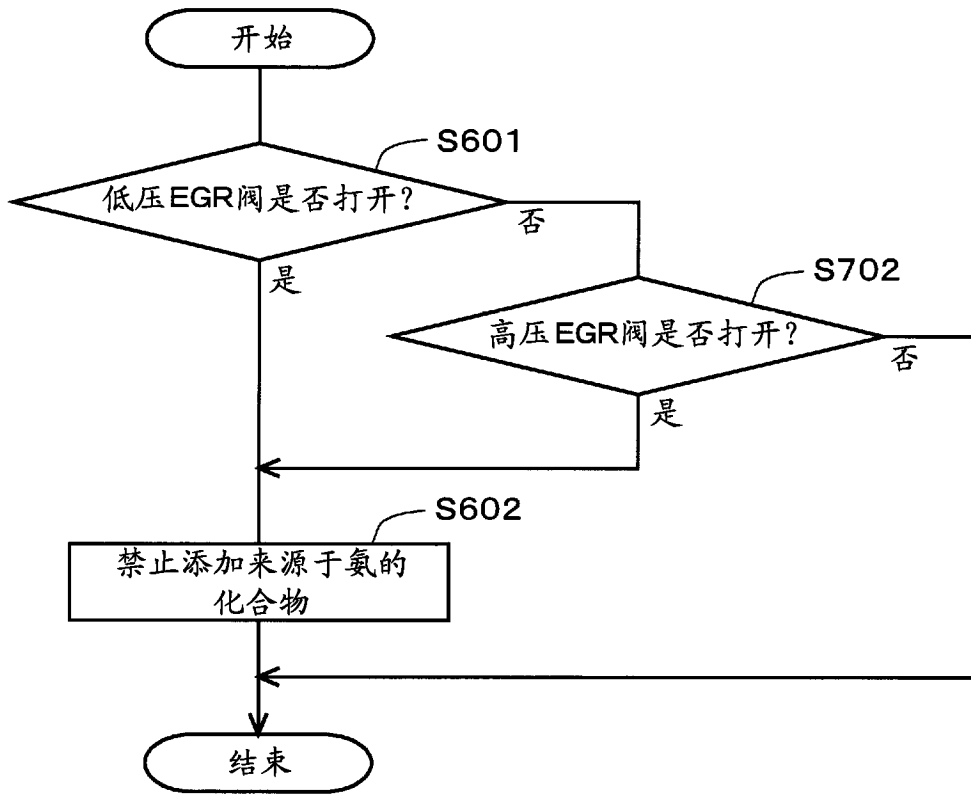 开始
S601
低压EGR阀是否打开?
否
是
S702
高压EGR阀是否打开?
否
是
S602
禁止添加来源于氨的
化合物
结束